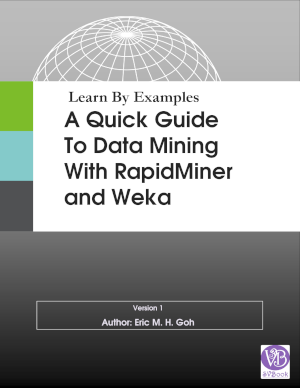 Learn By Examples
A Quick Guide
To Data Mining
With RapidMiner
and Weka
Version 1
Author: Eric M. H. Goh